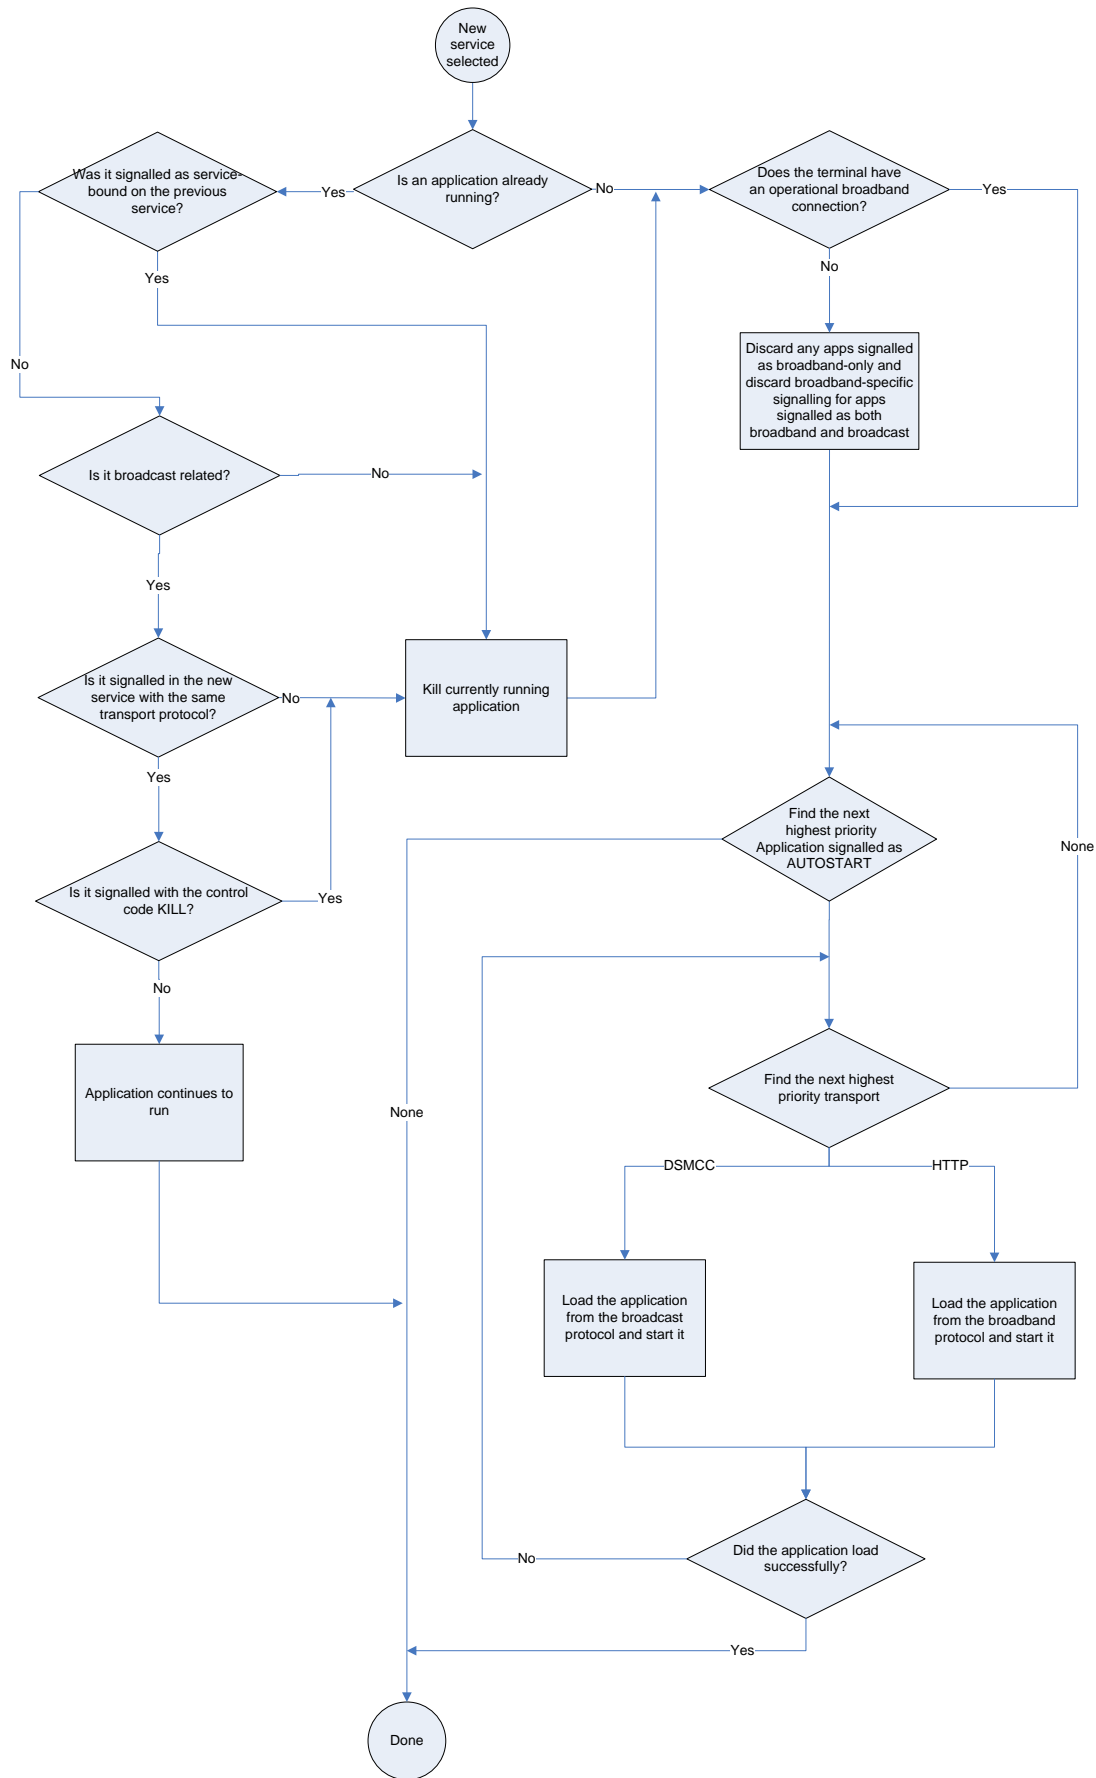 New
service
selected
Was it signalled as service-
bound on the previous
service?
Yes
Is an application already
running?
No
Does the terminal have
an operational broadband
connection?
Yes
Yes
No
No
Discard any apps signalled
as broadband-only and
discard broadband-specific
signalling for apps
signalled as both
broadband and broadcast
Is it broadcast related?
No
Yes
Is it signalled in the new
service with the same
transport protocol?
No
Kill currently running
application
Yes
Find the next
highest priority
Application signalled as
AUTOSTART
None
Is it signalled with the control
code KILL?
Yes
No
Application continues to
run
None
Find the next highest
priority transport
DSMCC
HTTP
Load the application
from the broadcast
protocol and start it
Load the application
from the broadband
protocol and start it
No
Did the application load
successfully?
Yes
Done